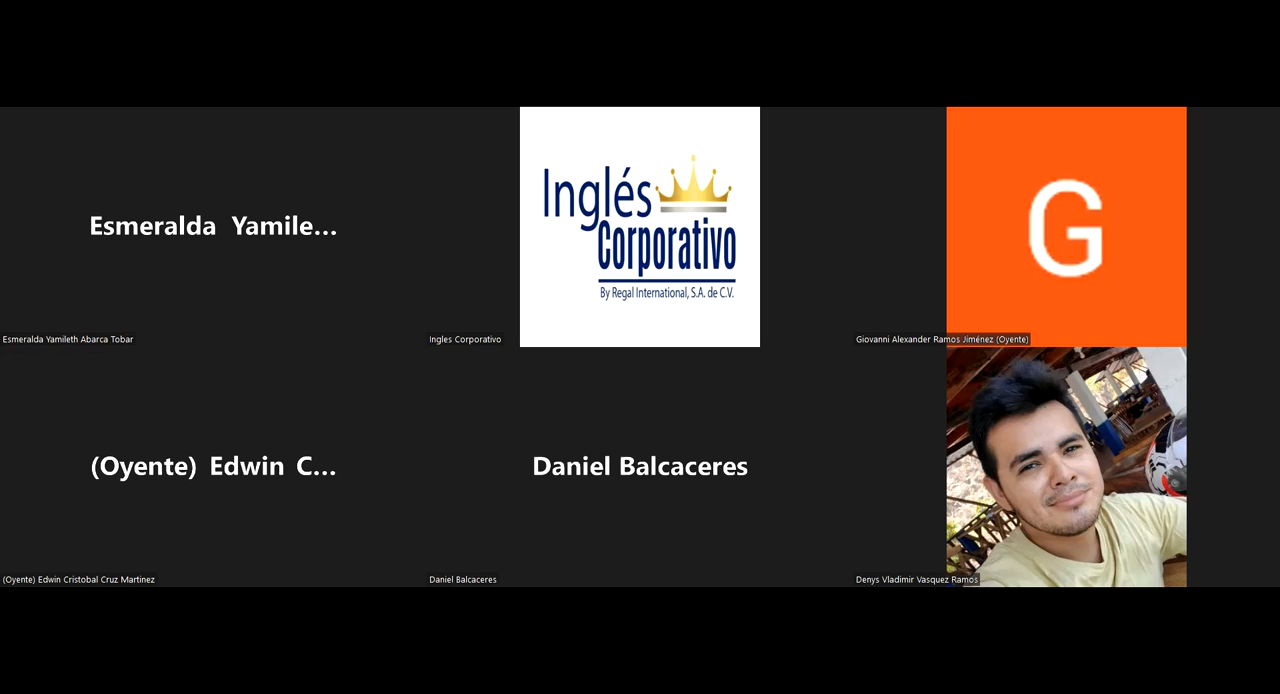 Esmeralda Yamile...
Esmeralda Yamileth Abarca Tobar
Inglés
Corporativo
By Regal International, S.A. de C.V.
Ingles Corporativo
G
Giovanni Alexander Ramos Jiménez (Oyente)
(Oyente) Edwin C...
(Oyente) Edwin Cristobal Cruz Martinez
Daniel Balcaceres
Daniel Balcaceres
Denys Vladimir Vasquez Ramos